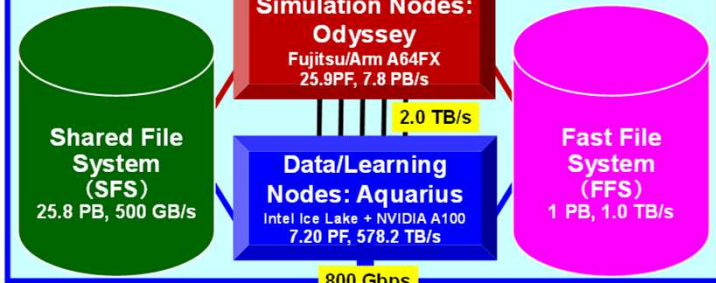 Simulation Nodes:
Odyssey
Fujitsu/Arm A64FX
25.9PF, 7.8 PB/s
2.0 TB/s
Shared File
System
（SFS）
25.8 PB, 500 GB/s
Data/Learning
Nodes: Aquarius
Intel Ice Lake + NVIDIA A100
7.20 PF, 578.2 TB/s
Fast File
System
（FFS）
1 PB, 1.0 TB/s
800 Gbps